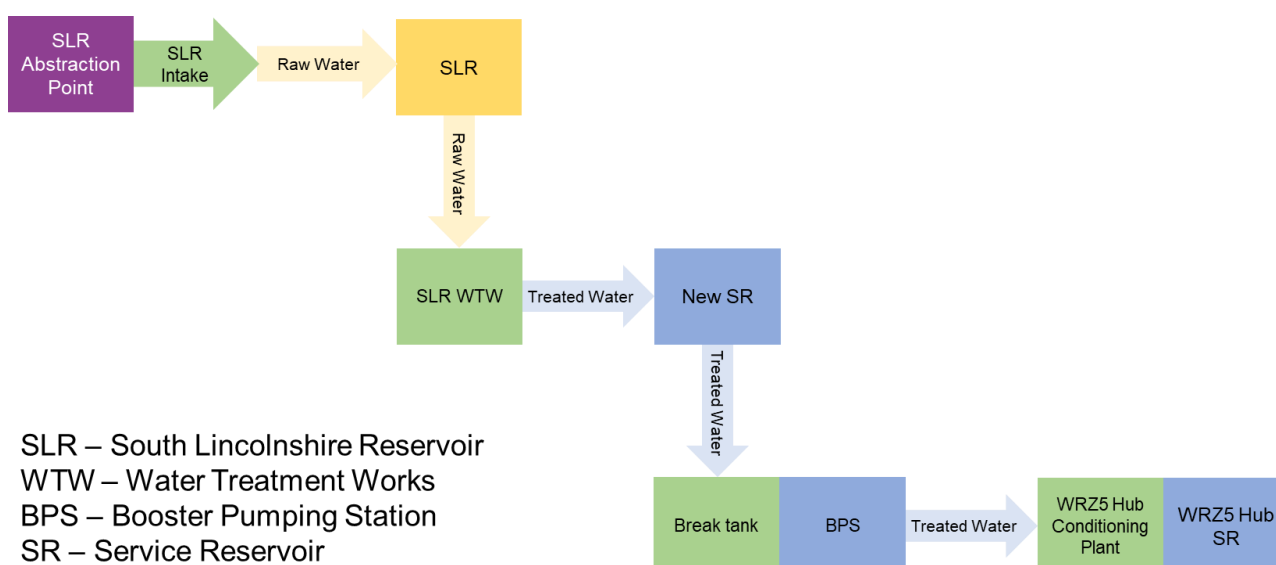 SLR
Abstraction
Point
SLR
Intake
Raw Water
SLR
Raw Water
SLR WTW
Treated Water
New SR
Treated Water
Break tank
BPS
Treated Water
WRZ5 Hub
Conditioning
Plant
WRZ5 Hub
SR
SLR – South Lincolnshire Reservoir
WTW – Water Treatment Works
BPS – Booster Pumping Station
SR – Service Reservoir